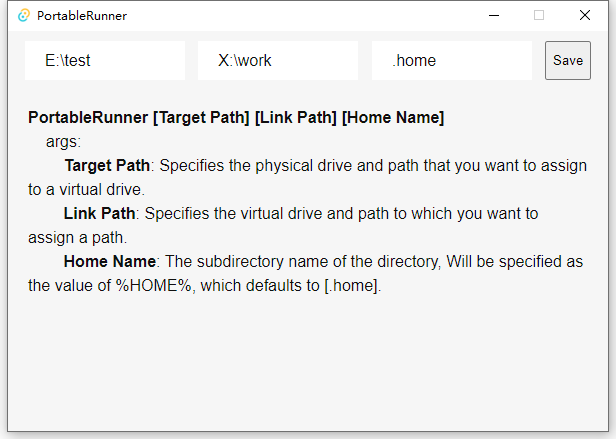 PortableRunner
E:\test X:\work .home Save
PortableRunner [Target Path] [Link Path] [Home Name]
args:
Target Path: Specifies the physical drive and path that you want to assign
to a virtual drive.
Link Path: Specifies the virtual drive and path to which you want to
assign a path.
Home Name: The subdirectory name of the directory, Will be specified as
the value of %HOME%, which defaults to [.home].